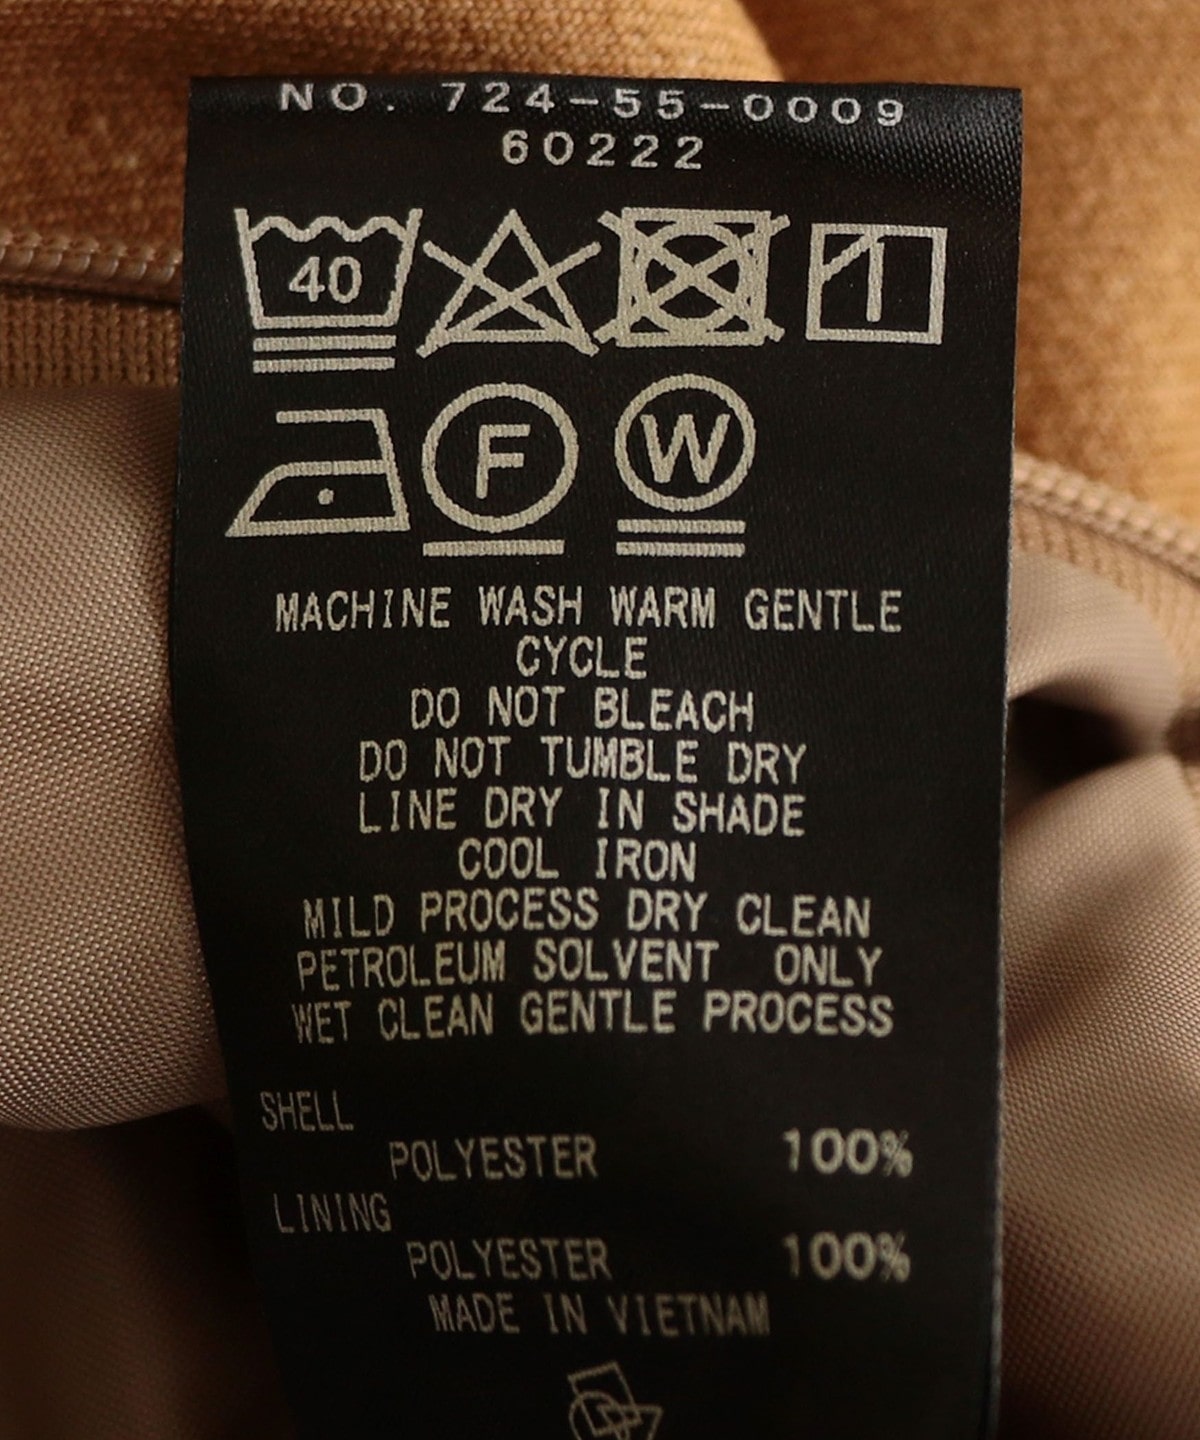 NO. 724-55-0009
60222
40
F W
MACHINE WASH WARM GENTLE
CYCLE
DO NOT BLEACH
DO NOT TUMBLE DRY
LINE DRY IN SHADE
COOL IRON
MILD PROCESS DRY CLEAN
PETROLEUM SOLVENT ONLY
WET CLEAN GENTLE PROCESS
SHELL
POLYESTER 100%
LINING
POLYESTER 100%
MADE IN VIETNAM